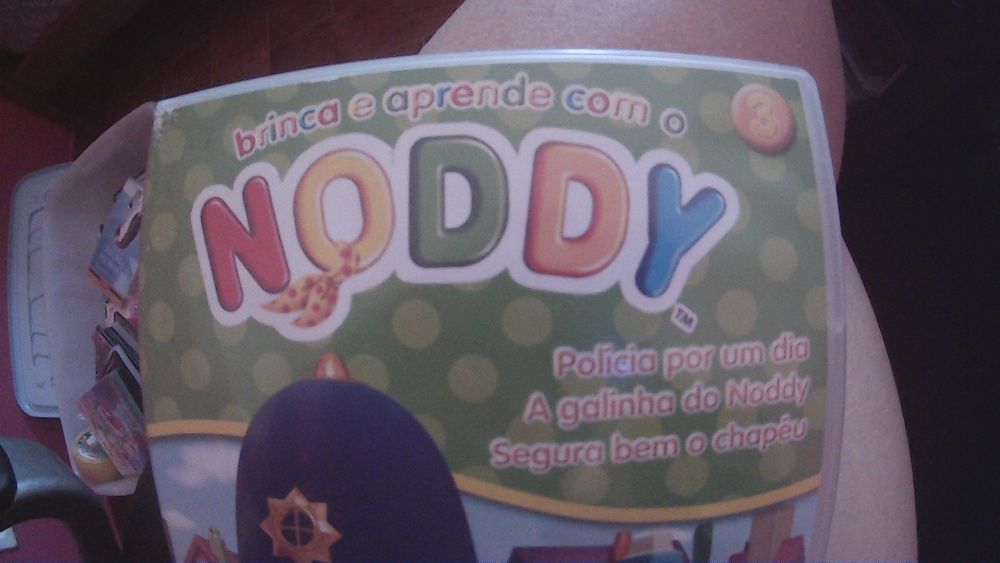 brinca e aprende com o
3
NODDY
TM
Polícia por um dia
A galinha do Noddy
Segura bem o chapéu